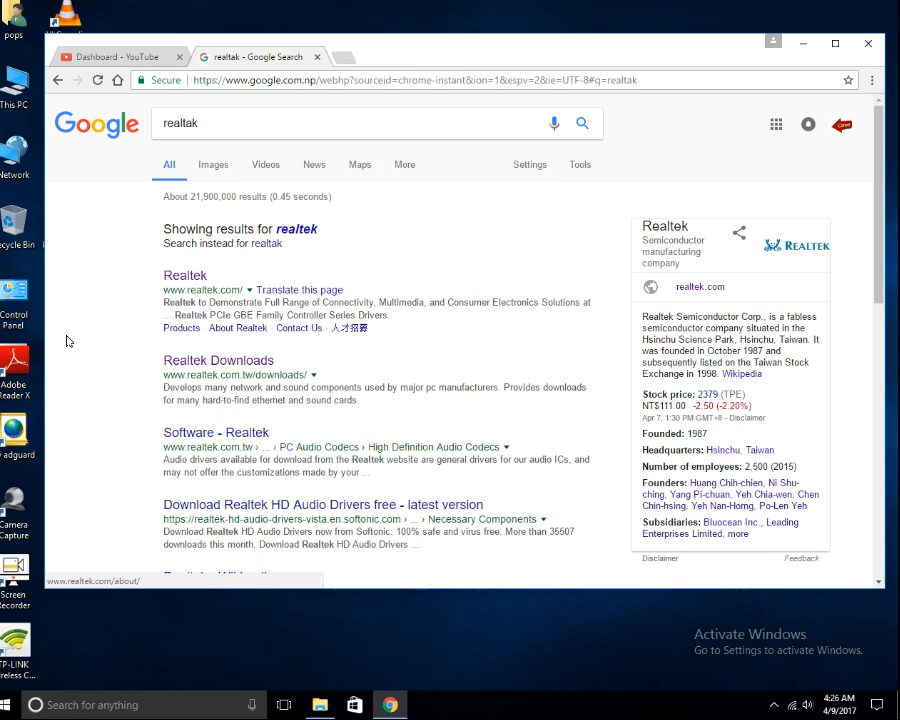 pops
This PC
Network
ecycle Bin
Control
Panel
Adobe
Reader X
adguard
Camera
Capture
Screen
Recorder
TP-LINK
ireless C...
Dashboard - YouTube
realtak - Google Search
Secure
https://www.google.com.np/webhp?sourceid=chrome-instant&ion=1&espv=2&ie=UTF-8#q=realtak
Google
realtak
All Images Videos News Maps More Settings Tools
About 21,900,000 results (0.45 seconds)
Showing results for realtek
Search instead for realtak
Realtek
www.realtek.com/ Translate this page
Realtek to Demonstrate Full Range of Connectivity, Multimedia, and Consumer Electronics Solutions at
... Realtek PCIe GBE Family Controller Series Drivers.
Products · About Realtek · Contact Us · 人才招募
Realtek Downloads
www.realtek.com.tw/downloads/
Develops many network and sound components used by major pc manufacturers. Provides downloads
for many hard-to-find ethernet and sound cards.
Software - Realtek
www.realtek.com.tw › ... › PC Audio Codecs › High Definition Audio Codecs
Audio drivers available for download from the Realtek website are general drivers for our audio ICs, and
may not offer the customizations made by your ...
Download Realtek HD Audio Drivers free - latest version
https://realtek-hd-audio-drivers-vista.en.softonic.com › ... › Necessary Components
Download Realtek HD Audio Drivers now from Softonic: 100% safe and virus free. More than 35507
downloads this month. Download Realtek HD Audio Drivers ...
www.realtek.com/about/
Realtek
Semiconductor
manufacturing
company
REALTEK
realtek.com
Realtek Semiconductor Corp., is a fabless
semiconductor company situated in the
Hsinchu Science Park, Hsinchu, Taiwan. It
was founded in October 1987 and
subsequently listed on the Taiwan Stock
Exchange in 1998. Wikipedia
Stock price: 2379 (TPE)
NT$111.00 -2.50 (-2.20%)
Apr 7, 1:30 PM GMT+8 - Disclaimer
Founded: 1987
Headquarters: Hsinchu, Taiwan
Number of employees: 2,500 (2015)
Founders: Huang Chih-chien, Ni Shu-
ching, Yang Pi-chuan, Yeh Chia-wen, Chen
Chin-hsing, Yeh Nan-Horng, Po-Len Yeh
Subsidiaries: Bluocean Inc., Leading
Enterprises Limited, more
Disclaimer Feedback
Activate Windows
Go to Settings to activate Windows.
Search for anything
4:26 AM
4/9/2017